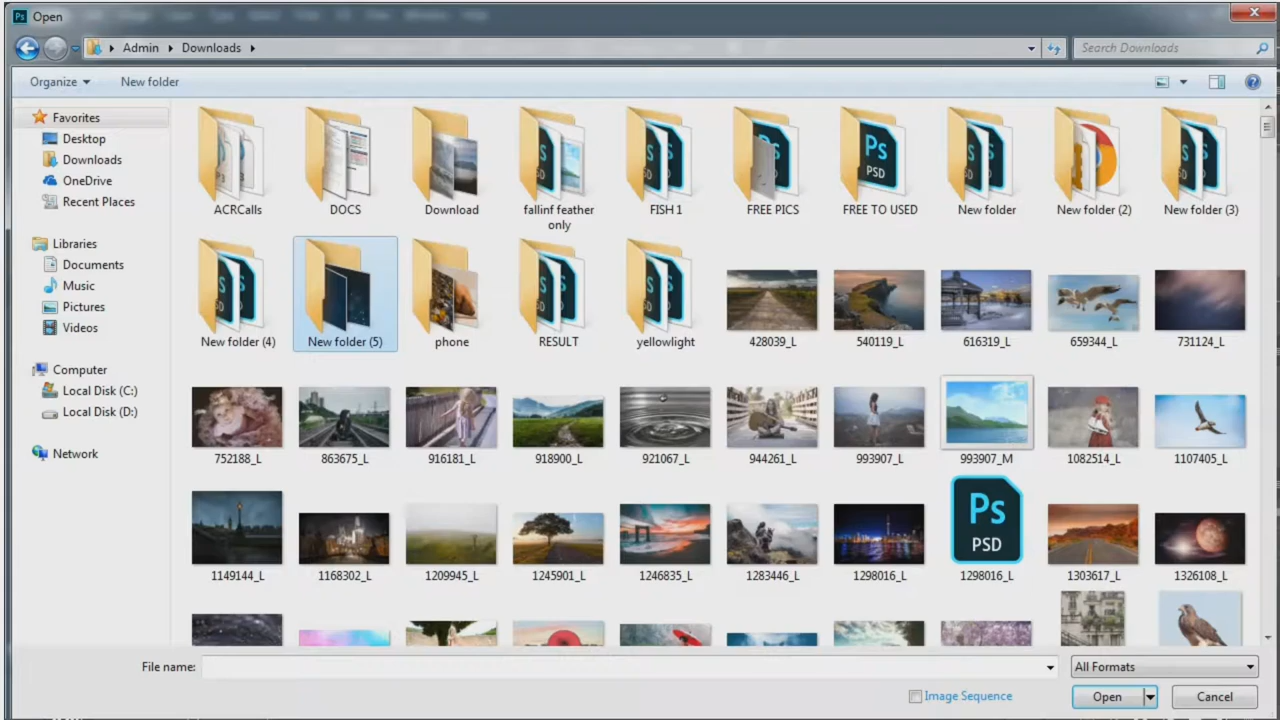 Ps Open
Admin Downloads
Search Downloads
Organize New folder
Favorites
Desktop
Downloads
OneDrive
Recent Places
Libraries
Documents
Music
Pictures
Videos
Computer
Local Disk (C:)
Local Disk (D:)
Network
ACRCalls DOCS Download fallinf feather only FISH 1 FREE PICS FREE TO USED New folder New folder (2) New folder (3)
New folder (4) New folder (5) phone RESULT yellowlight 428039_L 540119_L 616319_L 659344_L 731124_L
752188_L 863675_L 916181_L 918900_L 921067_L 944261_L 993907_L 993907_M 1082514_L 1107405_L
Ps
PSD
1149144_L 1168302_L 1209945_L 1245901_L 1246835_L 1283446_L 1298016_L 1298016_L 1303617_L 1326108_L
File name:
All Formats
Image Sequence
Open Cancel